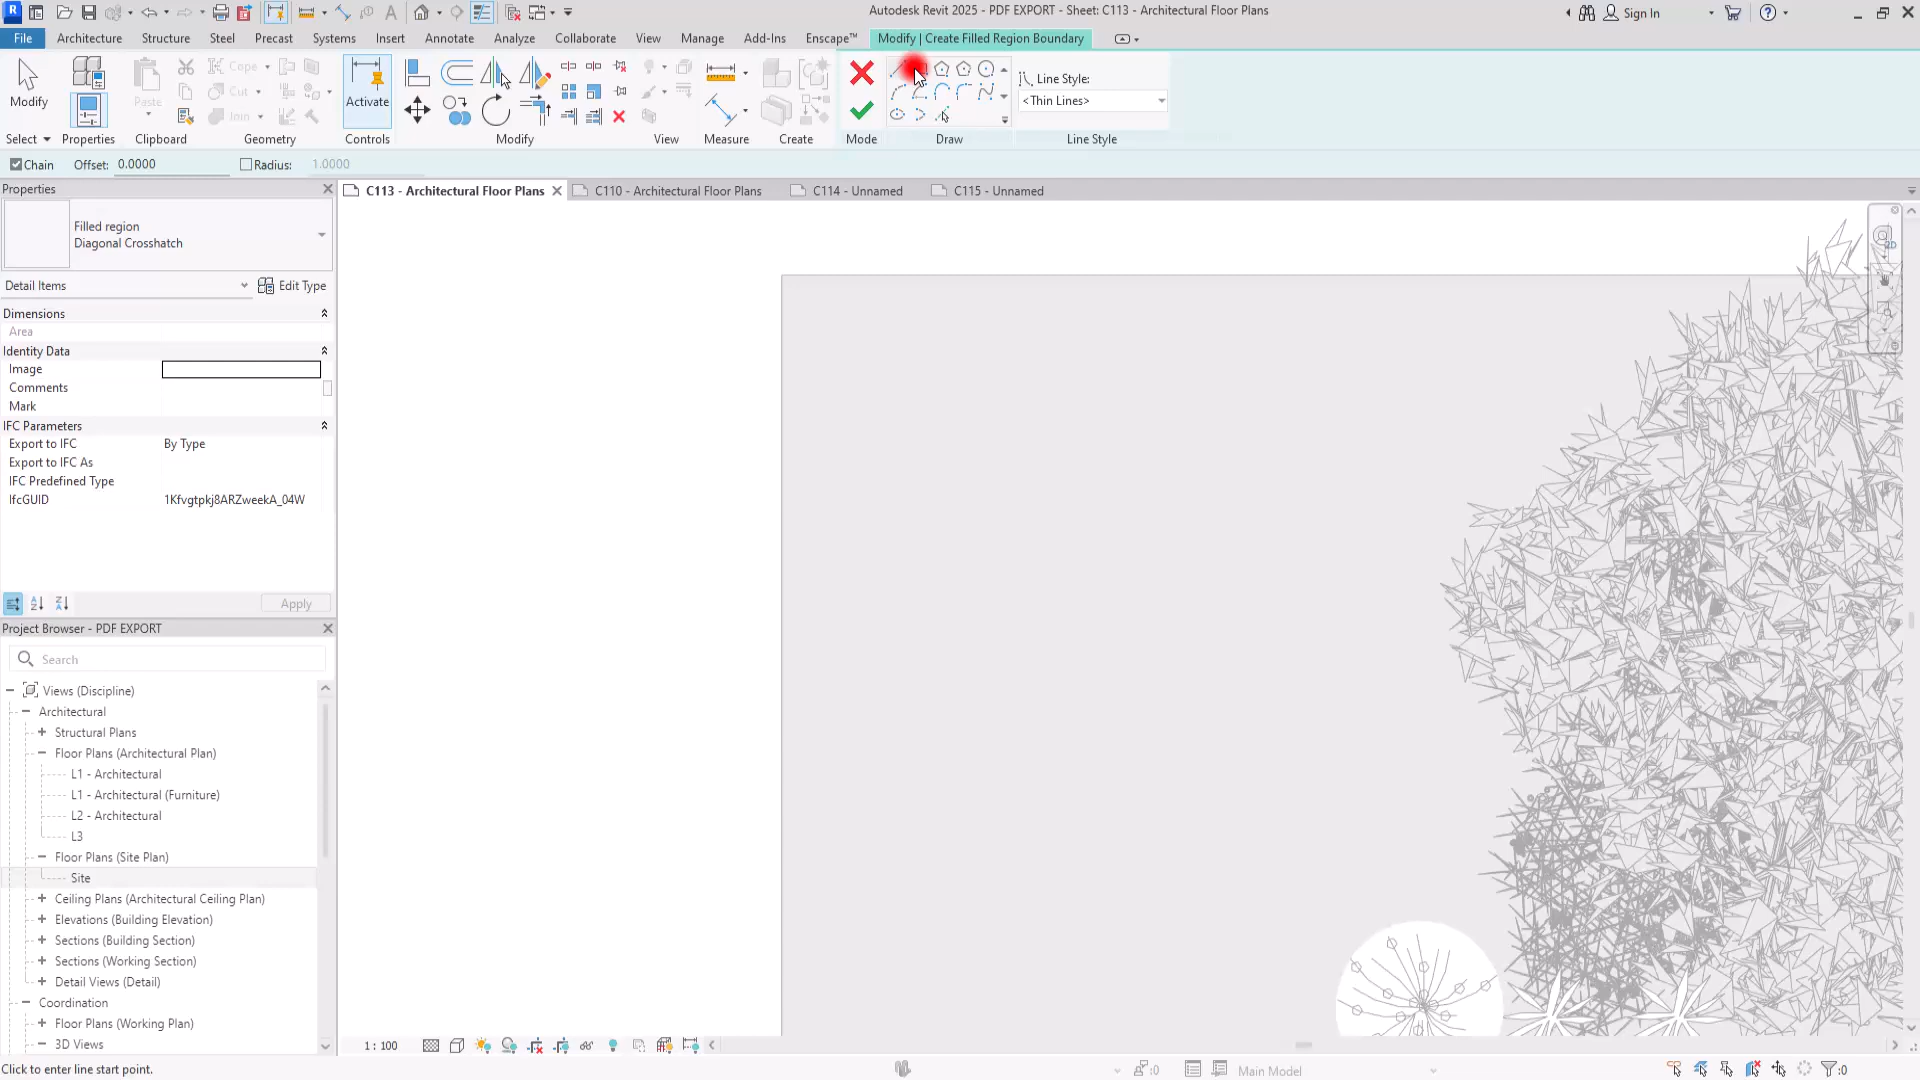 Autodesk Revit 2025 - PDF EXPORT - Sheet: C113 - Architectural Floor Plans
Sign In
File
Architecture
Structure
Steel
Precast
Systems
Insert
Annotate
Analyze
Collaborate
View
Manage
Add-Ins
Enscape™
Modify | Create Filled Region Boundary
Modify
Paste
Cope
Cut
Join
Activate
Line Style:
<Thin Lines>
Select
Properties
Clipboard
Geometry
Controls
Modify
View
Measure
Create
Mode
Draw
Line Style
Chain
Offset: 0.0000
Radius: 1.0000
Properties
C113 - Architectural Floor Plans
C110 - Architectural Floor Plans
C114 - Unnamed
C115 - Unnamed
Filled region
Diagonal Crosshatch
2D
Detail Items
Edit Type
Dimensions
Area
Identity Data
Image
Comments
Mark
IFC Parameters
Export to IFC By Type
Export to IFC As
IFC Predefined Type
IfcGUID 1Kfvgtpkj8ARZweekA_04W
Apply
Project Browser - PDF EXPORT
Search
Views (Discipline)
Architectural
Structural Plans
Floor Plans (Architectural Plan)
L1 - Architectural
L1 - Architectural (Furniture)
L2 - Architectural
L3
Floor Plans (Site Plan)
Site
Ceiling Plans (Architectural Ceiling Plan)
Elevations (Building Elevation)
Sections (Building Section)
Sections (Working Section)
Detail Views (Detail)
Coordination
Floor Plans (Working Plan)
3D Views
1 : 100
Click to enter line start point.
:0
Main Model
:0